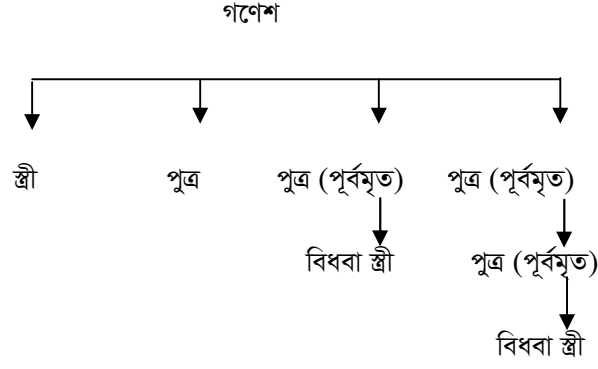 গণেশ
স্ত্রী পুত্র পুত্র (পূর্বমৃত) পুত্র (পূর্বমৃত)
বিধবা স্ত্রী পুত্র (পূর্বমৃত)
বিধবা স্ত্রী